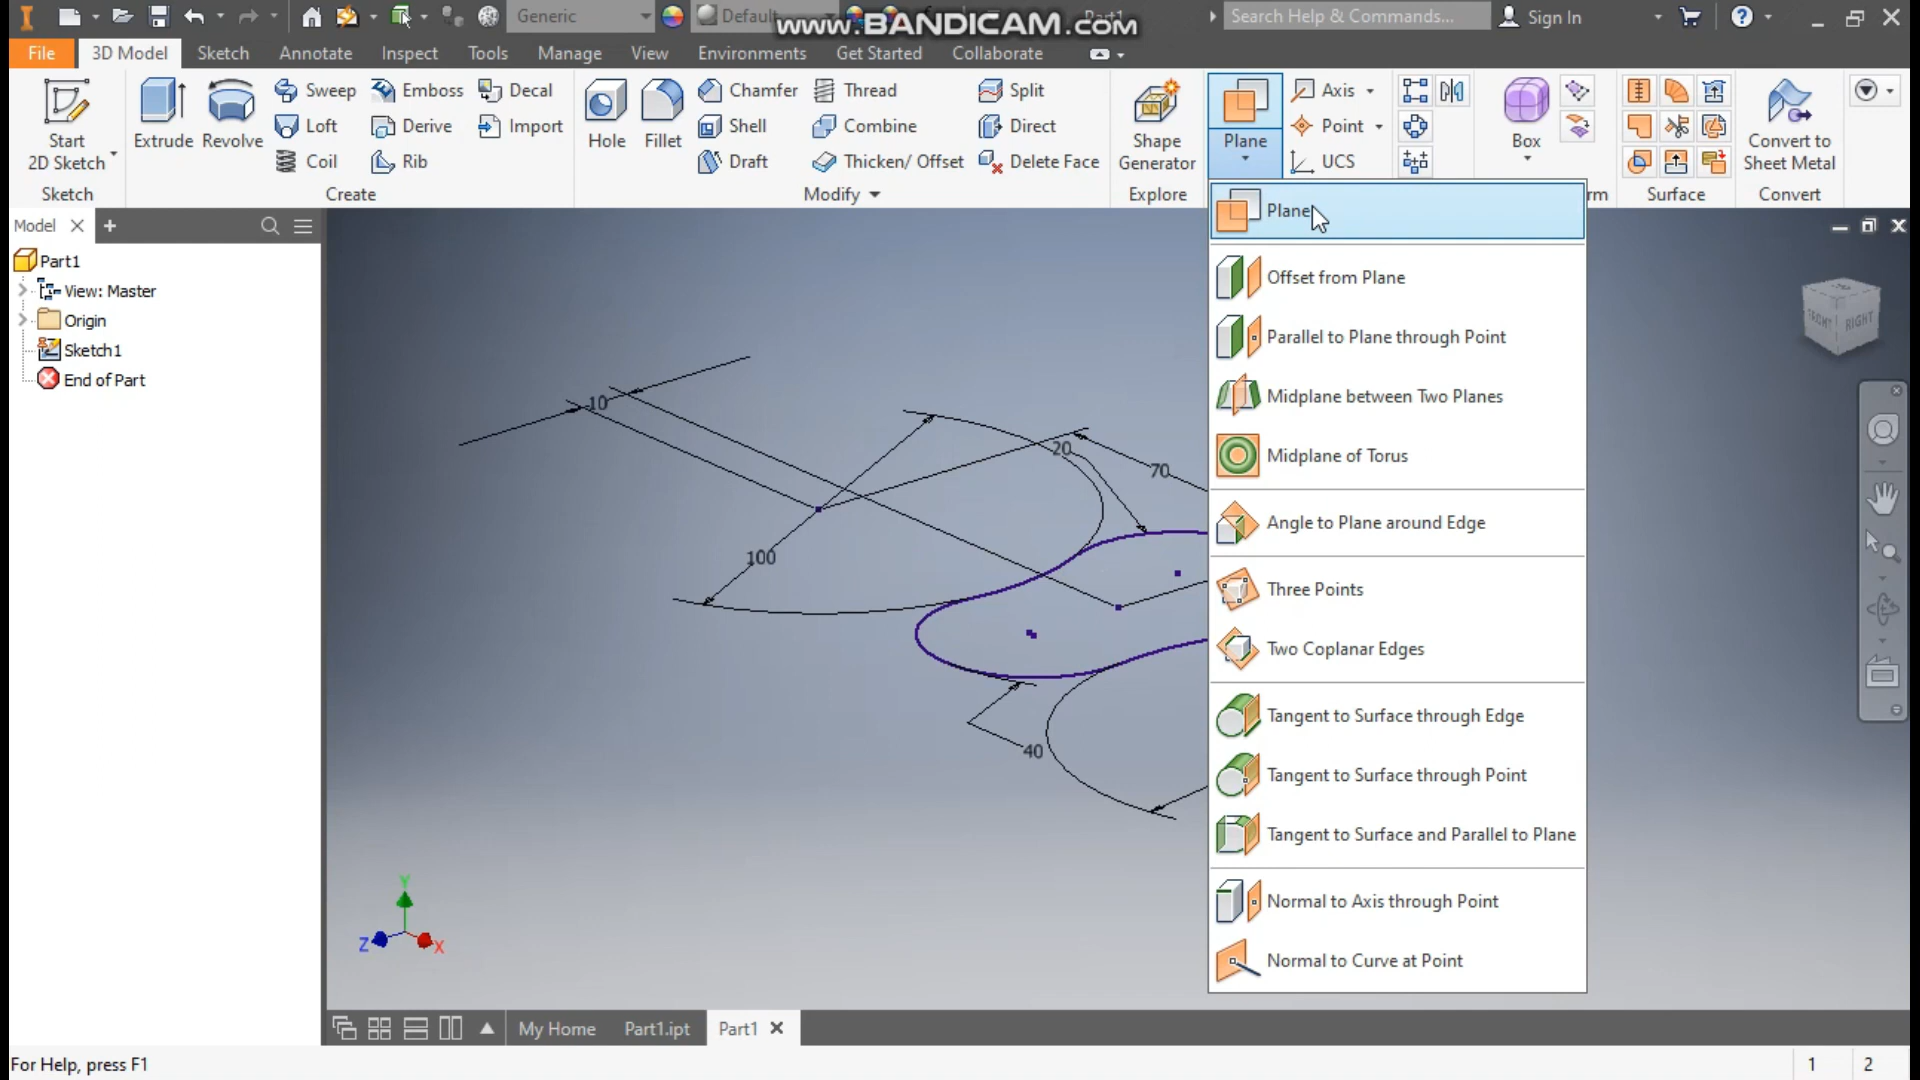 Generic
Default
www.BANDICAM.com
Part1
Search Help & Commands...
Sign In
File
3D Model
Sketch
Annotate
Inspect
Tools
Manage
View
Environments
Get Started
Collaborate
Start
2D Sketch
Sketch
Extrude
Revolve
Sweep
Loft
Coil
Emboss
Derive
Rib
Decal
Import
Create
Hole
Fillet
Chamfer
Shell
Draft
Thread
Combine
Thicken/ Offset
Split
Direct
Delete Face
Modify
Shape
Generator
Explore
Plane
Axis
Point
UCS
Box
rm
Surface
Convert to
Sheet Metal
Convert
Model
Part1
View: Master
Origin
Sketch1
End of Part
Plane
Offset from Plane
Parallel to Plane through Point
Midplane between Two Planes
Midplane of Torus
Angle to Plane around Edge
Three Points
Two Coplanar Edges
Tangent to Surface through Edge
Tangent to Surface through Point
Tangent to Surface and Parallel to Plane
Normal to Axis through Point
Normal to Curve at Point
10
20
70
100
40
FRONT
RIGHT
Y
Z
X
My Home
Part1.ipt
Part1
For Help, press F1
1
2